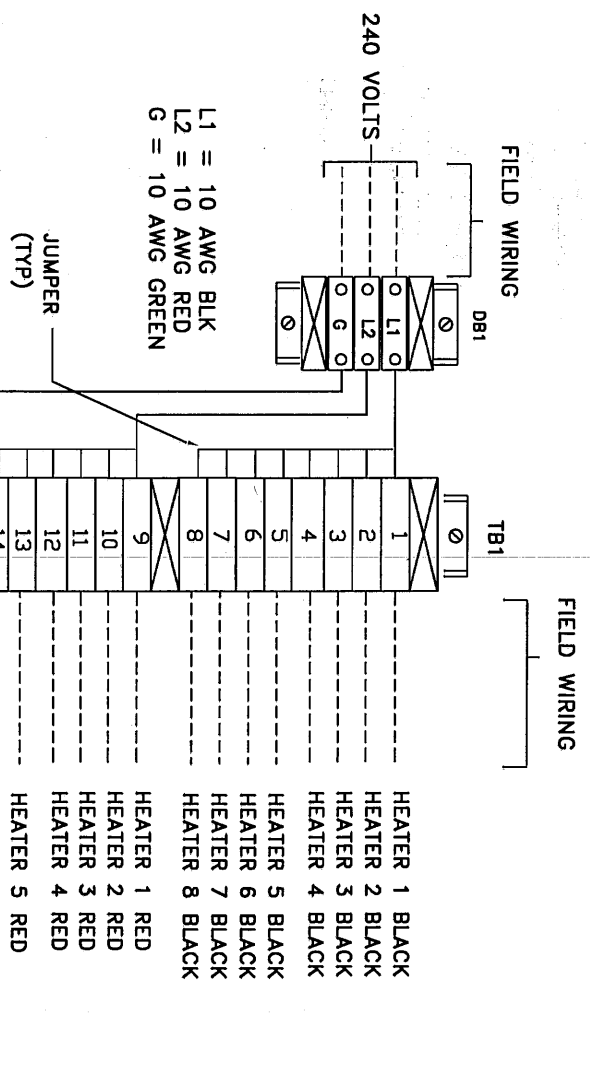 FIELD WIRING
DB1
240 VOLTS
L1
L2
G
L1 = 10 AWG BLK
L2 = 10 AWG RED
G = 10 AWG GREEN
JUMPER
(TYP)
FIELD WIRING
TB1
1 HEATER 1 BLACK
2 HEATER 2 BLACK
3 HEATER 3 BLACK
4 HEATER 4 BLACK
5 HEATER 5 BLACK
6 HEATER 6 BLACK
7 HEATER 7 BLACK
8 HEATER 8 BLACK
9 HEATER 1 RED
10 HEATER 2 RED
11 HEATER 3 RED
12 HEATER 4 RED
13 HEATER 5 RED